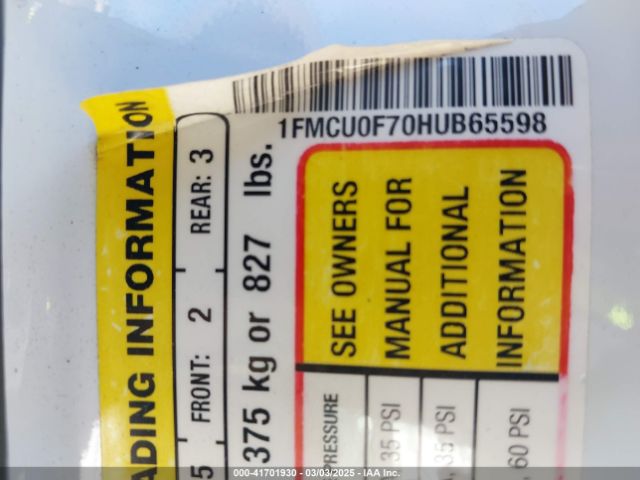 1FMCU0F70HUB65598
ADING INFORMATION
5 FRONT: 2 REAR: 3
375 kg or 827 lbs.
SEE OWNERS
MANUAL FOR
ADDITIONAL
INFORMATION
PRESSURE
35 PSI
35 PSI
60 PSI
000-41701930 - 03/03/2025 - IAA Inc.